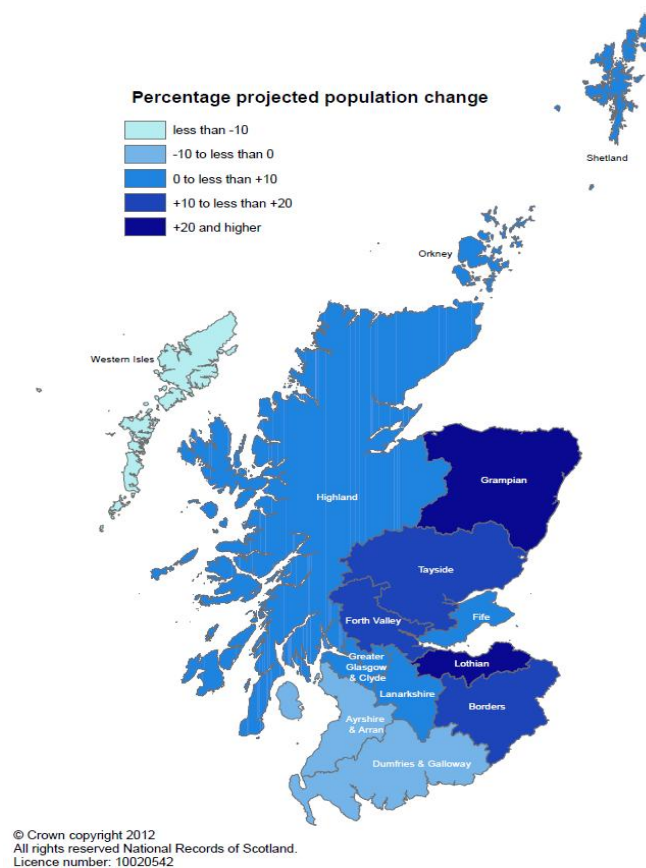 Percentage projected population change
less than -10
-10 to less than 0
0 to less than +10
+10 to less than +20
+20 and higher
Shetland
Orkney
Western Isles
Highland
Grampian
Tayside
Forth Valley
Fife
Greater
Glasgow
& Clyde
Lothian
Lanarkshire
Borders
Ayrshire
& Arran
Dumfries & Galloway
© Crown copyright 2012
All rights reserved National Records of Scotland.
Licence number: 10020542